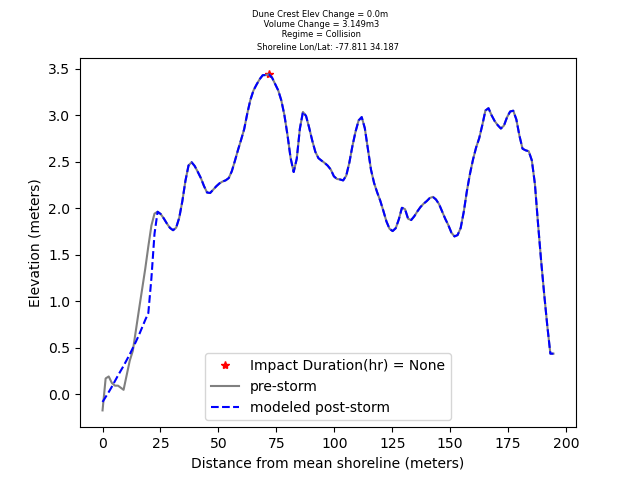 Dune Crest Elev Change = 0.0m
Volume Change = 3.149m3
Regime = Collision
Shoreline Lon/Lat: -77.811 34.187
3.5
3.0
2.5
2.0
1.5
1.0
0.5
0.0
Elevation (meters)
Impact Duration(hr) = None
pre-storm
modeled post-storm
0 25 50 75 100 125 150 175 200
Distance from mean shoreline (meters)